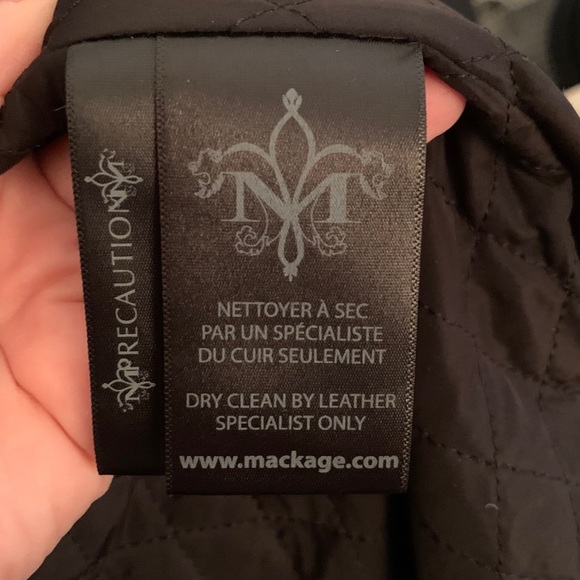 PRECAUTION
M
NETTOYER À SEC
PAR UN SPÉCIALISTE
DU CUIR SEULEMENT
DRY CLEAN BY LEATHER
SPECIALIST ONLY
www.mackage.com